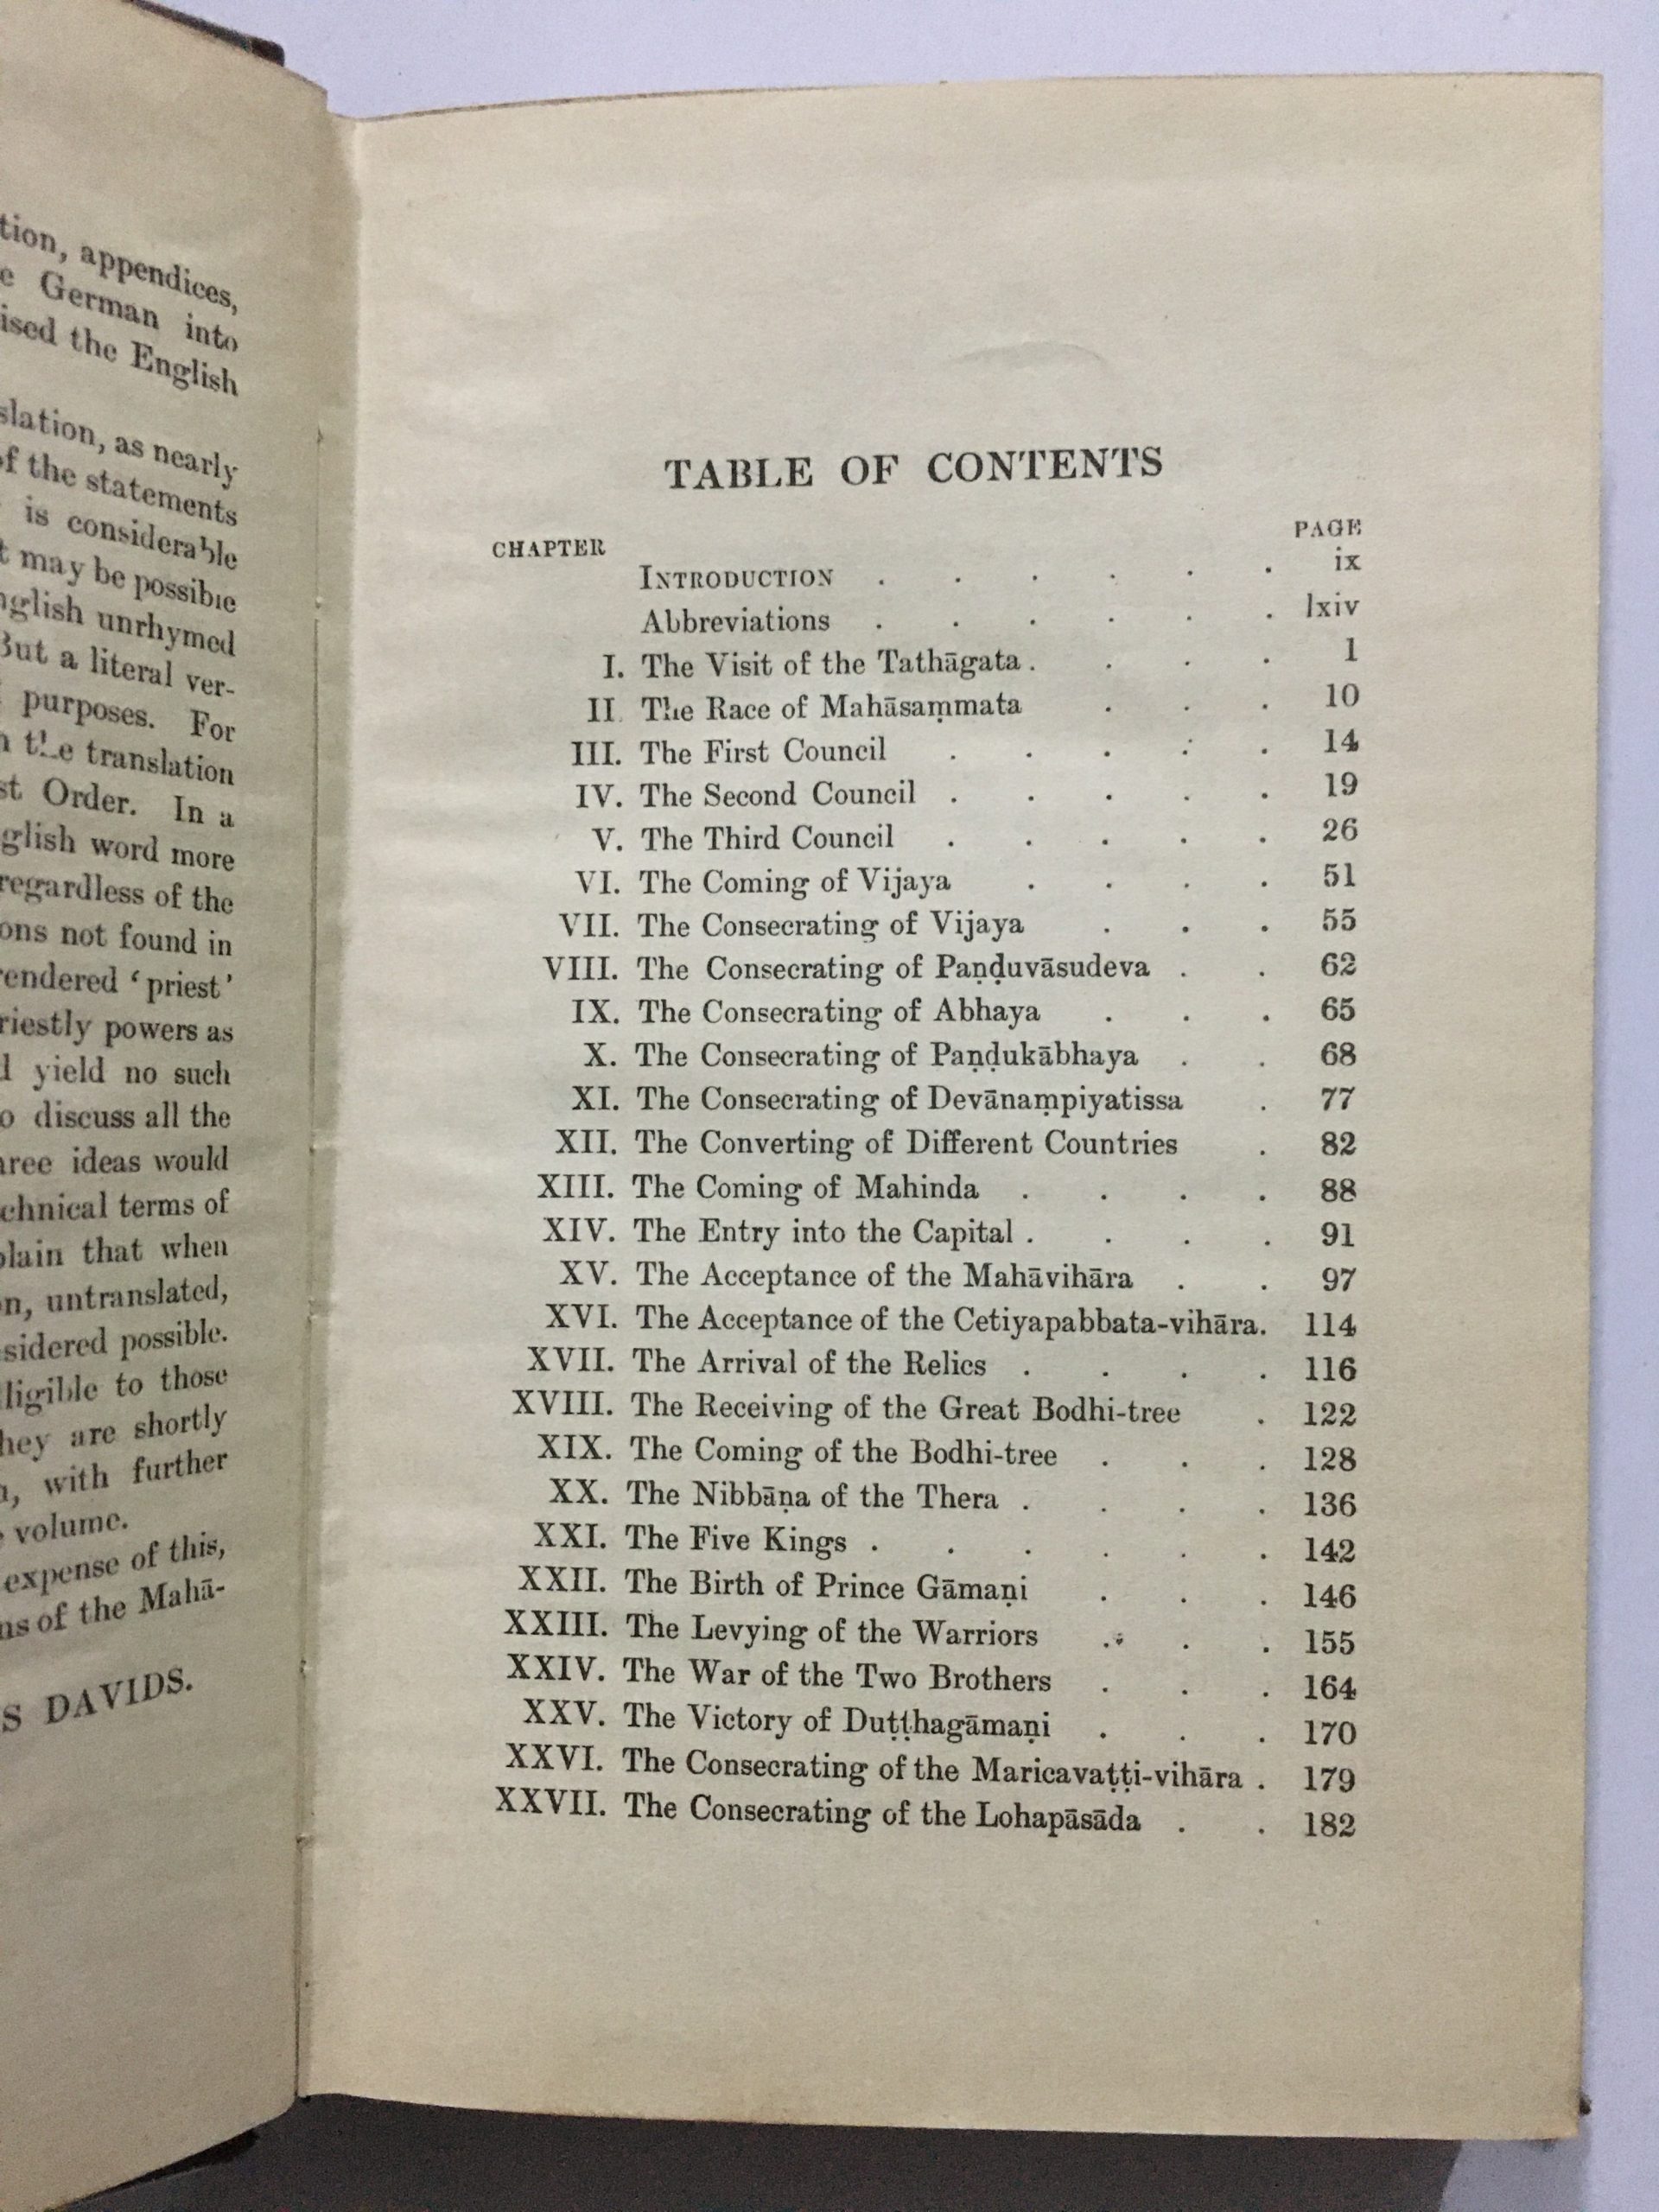 tion, appendices,
German into
ised the English
slation, as nearly
of the statements
is considerable
may be possible
nglish unrhymed
But a literal ver-
purposes. For
the translation
st Order. In a
glish word more
regardless of the
ons not found in
rendered ‘priest’
riestly powers as
yield no such
discuss all the
ideas would
chnical terms of
plain that when
on, untranslated,
sidered possible.
ligible to those
they are shortly
with further
volume.
expense of this,
ns of the Mahā-
S DAVIDS.
TABLE OF CONTENTS
CHAPTER PAGE
INTRODUCTION . . . . . . ix
Abbreviations . . . . . . lxiv
I. The Visit of the Tathāgata . . . . 1
II. The Race of Mahāsaṃmata . . . 10
III. The First Council . . . . . 14
IV. The Second Council . . . . . 19
V. The Third Council . . . . . 26
VI. The Coming of Vijaya . . . . 51
VII. The Consecrating of Vijaya . . . 55
VIII. The Consecrating of Paṇḍuvāsudeva . . 62
IX. The Consecrating of Abhaya . . . 65
X. The Consecrating of Paṇḍukābhaya . . 68
XI. The Consecrating of Devānaṃpiyatissa . 77
XII. The Converting of Different Countries . 82
XIII. The Coming of Mahinda . . . . 88
XIV. The Entry into the Capital . . . . 91
XV. The Acceptance of the Mahāvihāra . . 97
XVI. The Acceptance of the Cetiyapabbata-vihāra. 114
XVII. The Arrival of the Relics . . . . 116
XVIII. The Receiving of the Great Bodhi-tree . 122
XIX. The Coming of the Bodhi-tree . . . 128
XX. The Nibbāṇa of the Thera . . . . 136
XXI. The Five Kings . . . . . . 142
XXII. The Birth of Prince Gāmaṇi . . . 146
XXIII. The Levying of the Warriors . . . 155
XXIV. The War of the Two Brothers . . . 164
XXV. The Victory of Duṭṭhagāmaṇi . . . 170
XXVI. The Consecrating of the Maricavaṭṭi-vihāra . 179
XXVII. The Consecrating of the Lohapāsāda . . 182